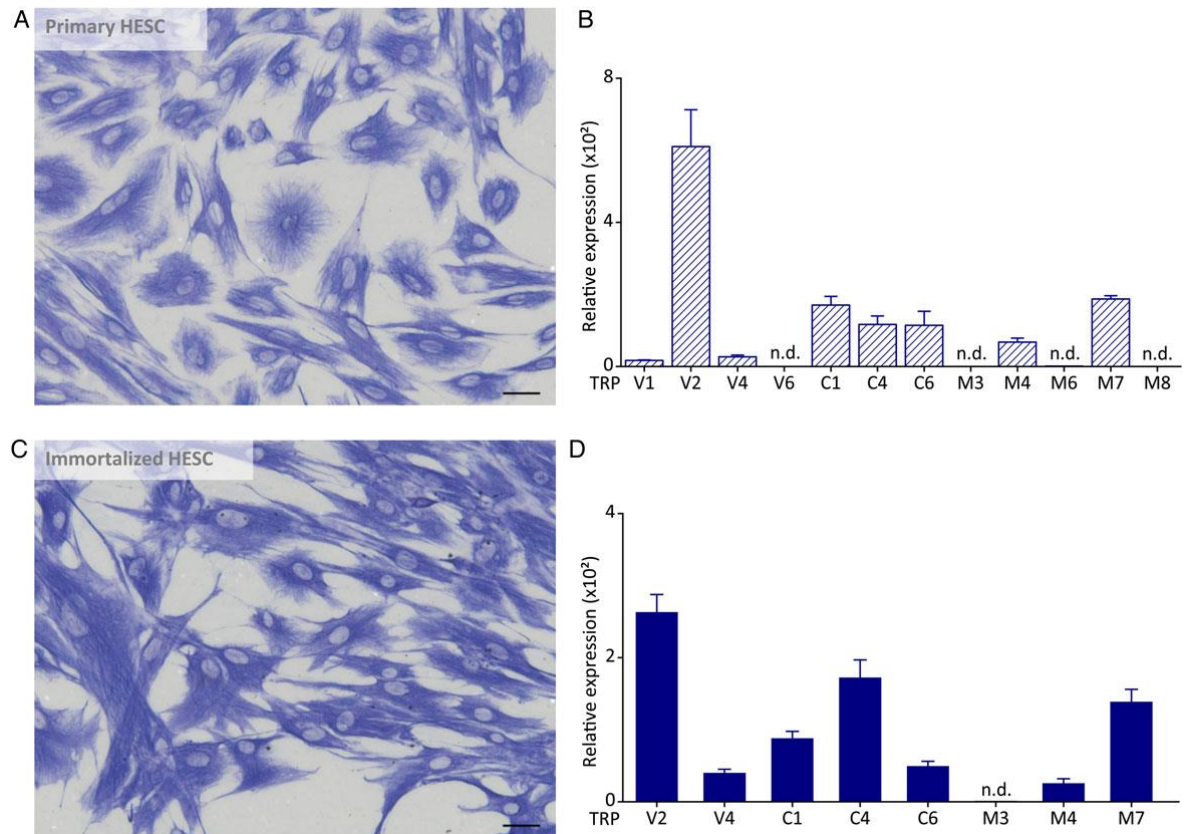 A
Primary HESC
B
Relative expression (x10²)
8
4
0
n.d.
n.d.
n.d.
n.d.
TRP V1 V2 V4 V6 C1 C4 C6 M3 M4 M6 M7 M8
C
Immortalized HESC
D
Relative expression (x10²)
4
2
0
n.d.
TRP V2 V4 C1 C4 C6 M3 M4 M7